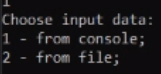 1
Choose input data:
1 - from console;
2 - from file;